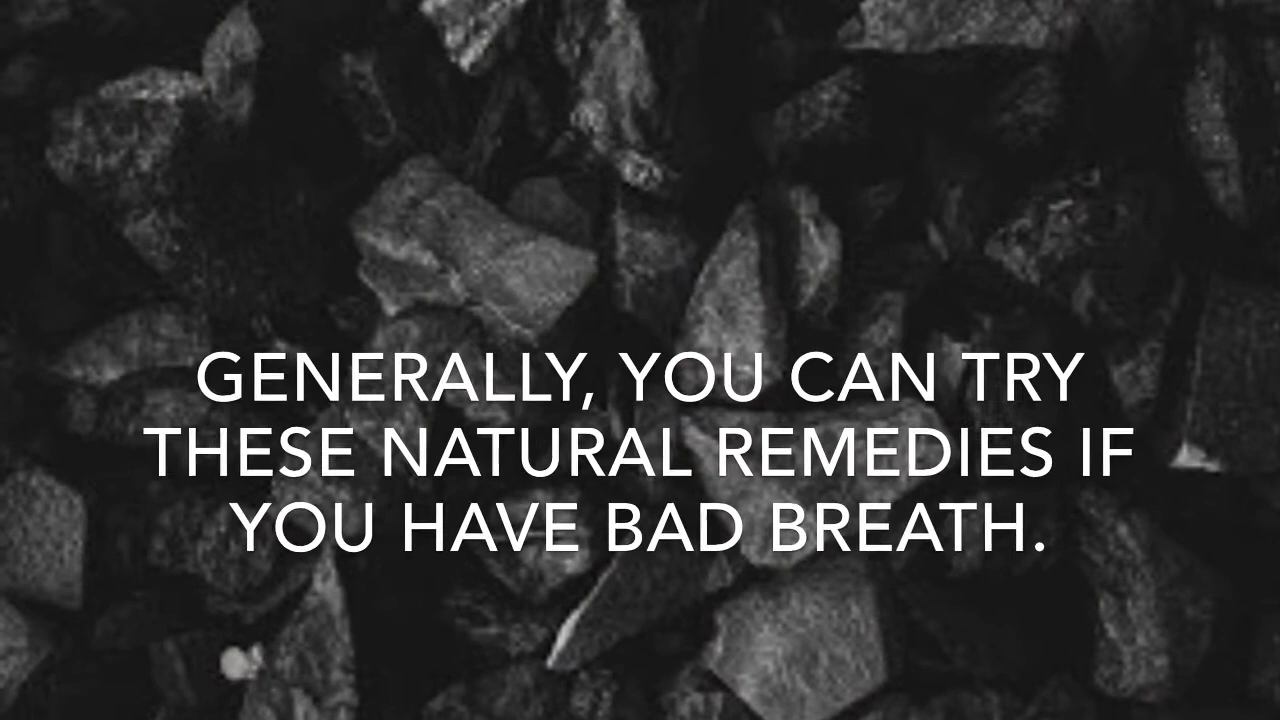 GENERALLY, YOU CAN TRY
THESE NATURAL REMEDIES IF
YOU HAVE BAD BREATH.